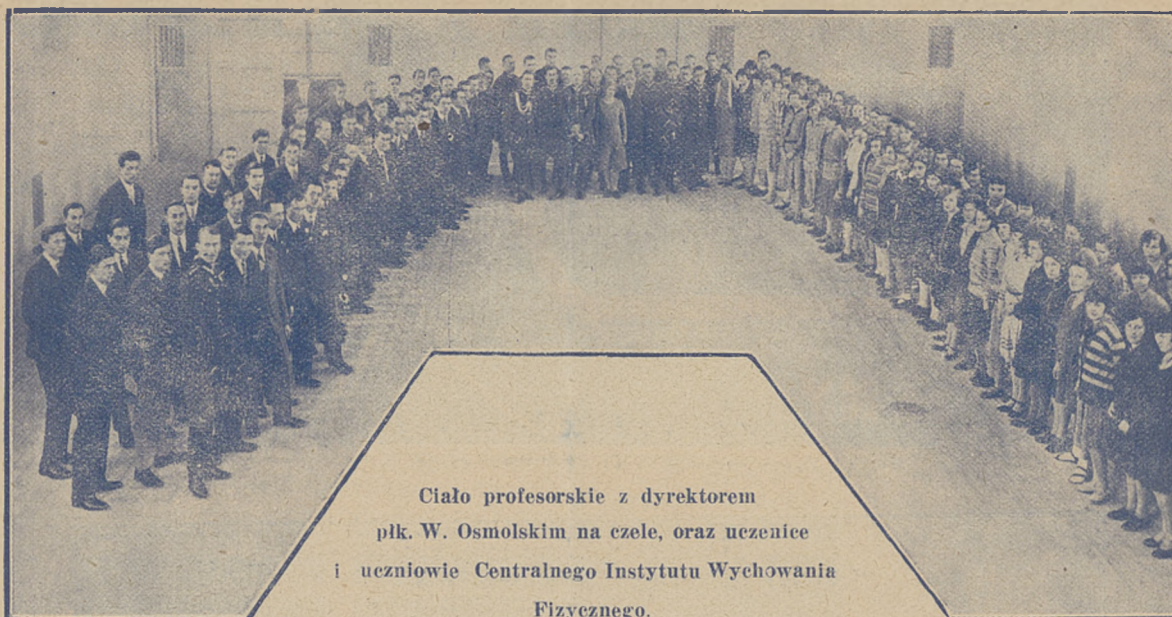 Ciało profesorskie z dyrektorem
płk. W. Osmolskim na czele, oraz uczenice
i uczniowie Centralnego Instytutu Wychowania
Fizycznego.